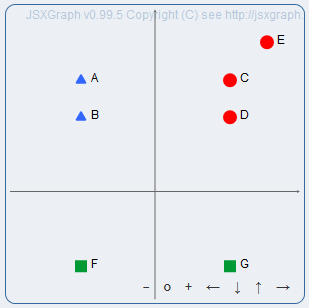 JSXGraph v0.99.5 Copyright (C) see http://jsxgraph.
E
A
C
B
D
F
G
– o + ← ↓ ↑ →